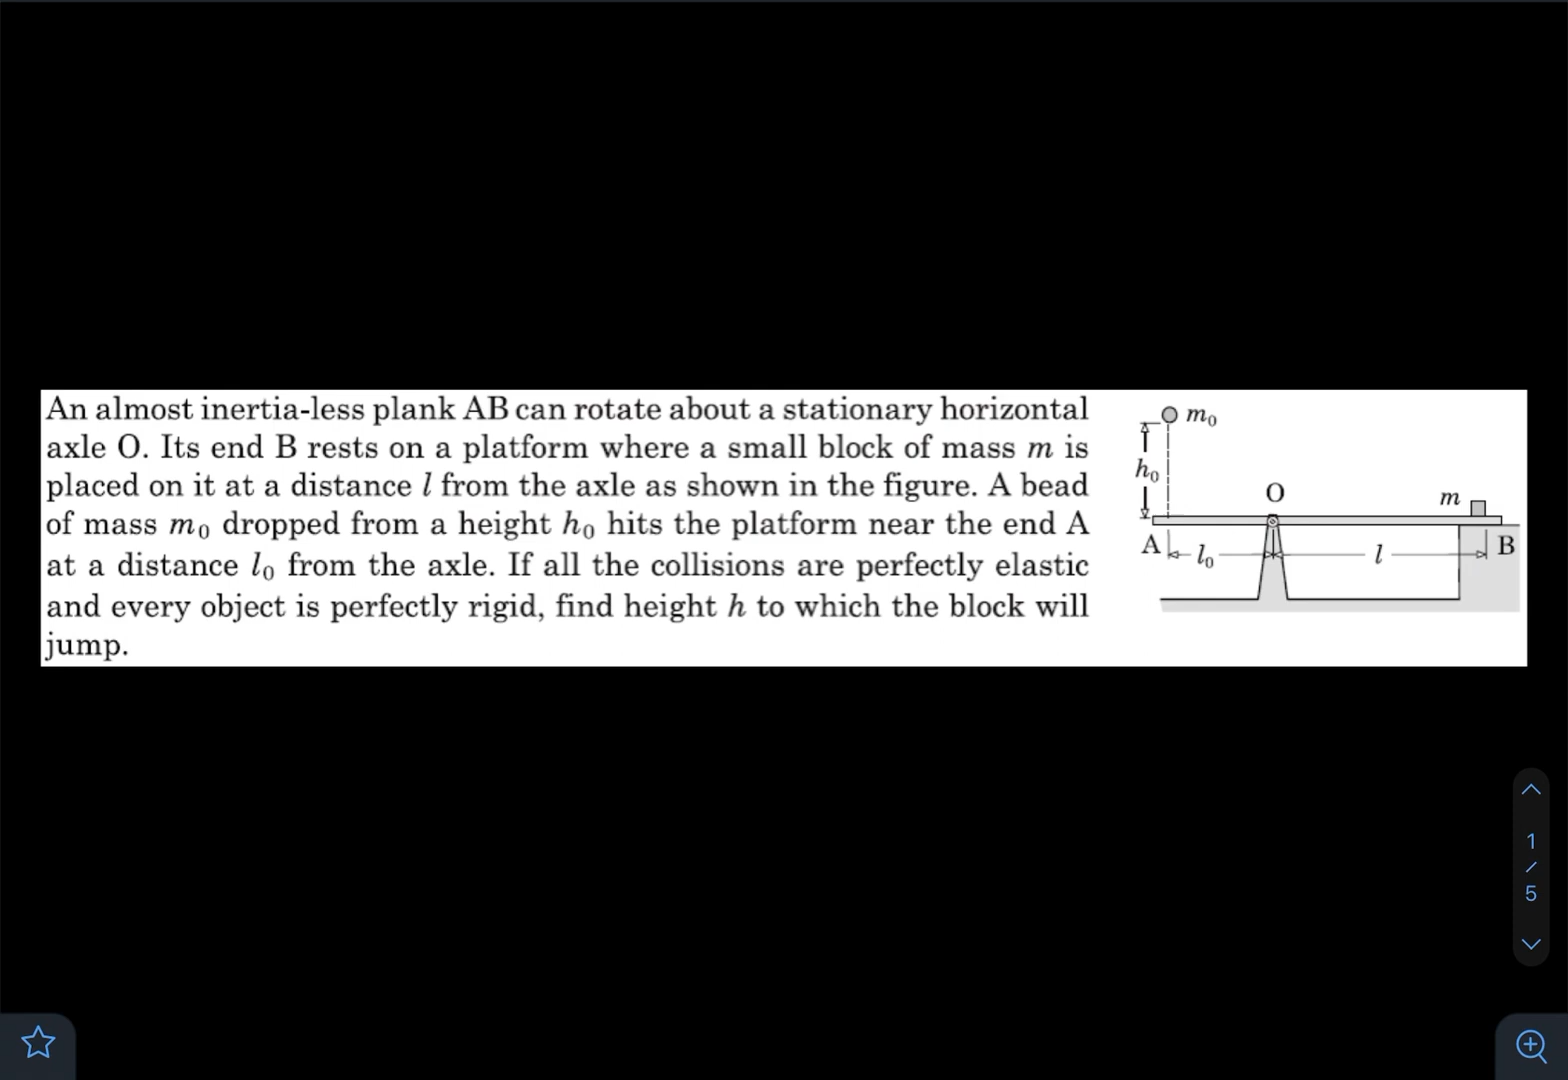 An almost inertia-less plank AB can rotate about a stationary horizontal
axle O. Its end B rests on a platform where a small block of mass m is
placed on it at a distance l from the axle as shown in the figure. A bead
of mass m₀ dropped from a height h₀ hits the platform near the end A
at a distance l₀ from the axle. If all the collisions are perfectly elastic
and every object is perfectly rigid, find height h to which the block will
jump.
m₀
h₀
O
m
A
l₀
l
B
1
/
5